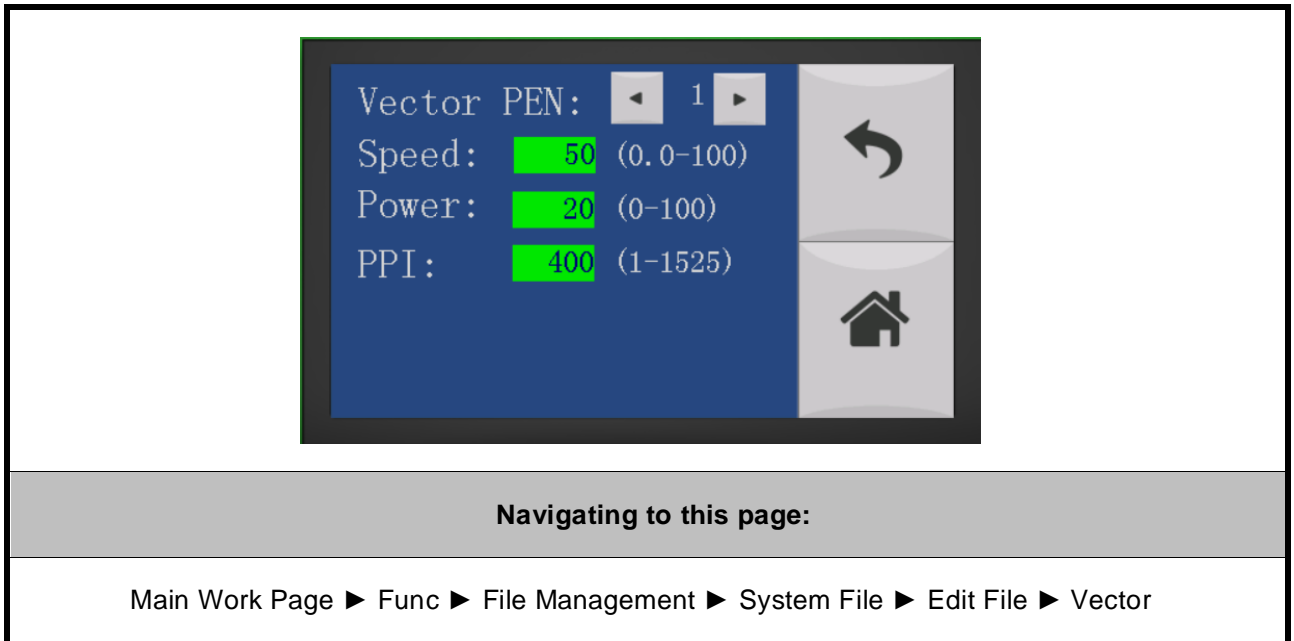 Vector PEN: ◄ 1 ►
Speed: 50 (0.0-100)
Power: 20 (0-100)
PPI: 400 (1-1525)
Navigating to this page:
Main Work Page ► Func ► File Management ► System File ► Edit File ► Vector